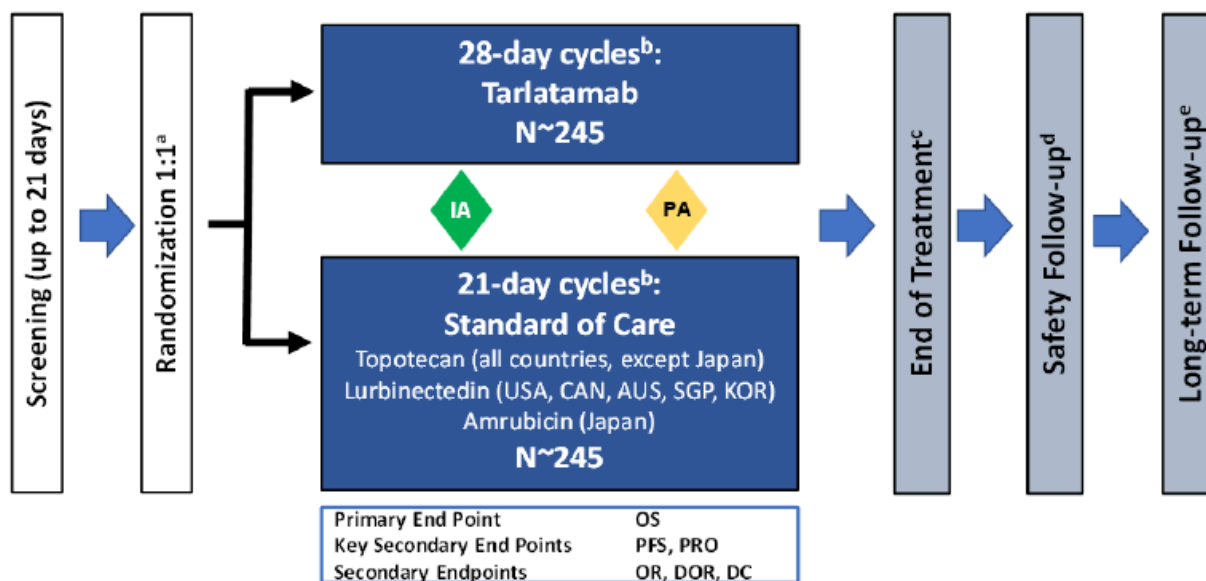 Screening (up to 21 days)
Randomization 1:1ᵃ
28-day cyclesᵇ:
Tarlatamab
N~245
IA
PA
21-day cyclesᵇ:
Standard of Care
Topotecan (all countries, except Japan)
Lurbinectedin (USA, CAN, AUS, SGP, KOR)
Amrubicin (Japan)
N~245
Primary End Point OS
Key Secondary End Points PFS, PRO
Secondary Endpoints OR, DOR, DC
End of Treatmentᶜ
Safety Follow-upᵈ
Long-term Follow-upᵉ